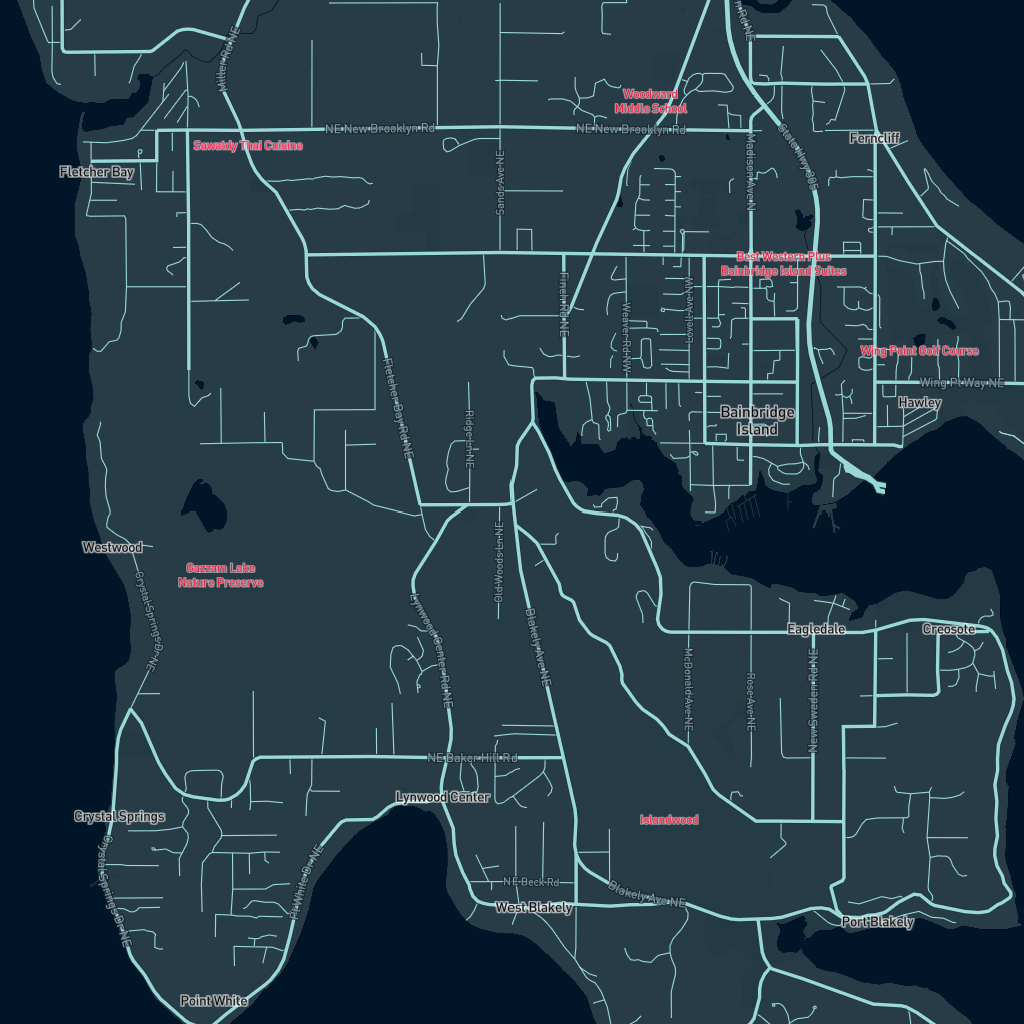 Miller Rd NE
n Rd NE
Woodward
Middle School
NE New Brooklyn Rd
NE New Brooklyn Rd
State Hwy 305
Ferncliff
Sawatdy Thai Cuisine
Fletcher Bay
Sands Ave NE
Madison Ave N
Best Western Plus
Bainbridge Island Suites
Finch Rd NE
Weaver Rd NW
Lovell Ave NW
Wing Point Golf Course
Wing Pt Way NE
Hawley
Fletcher Bay Rd NE
Bainbridge
Island
Ridge Ln NE
Westwood
Gazzam Lake
Nature Preserve
Crystal Springs Dr NE
Old Woods Ln NE
Lynwood Center Rd NE
Blakely Ave NE
Eagledale
Creosote
McDonald Ave NE
Rose Ave NE
New Sweden Rd NE
NE Baker Hill Rd
Lynwood Center
Crystal Springs
Islandwood
Crystal Springs Dr NE
Pt White Dr NE
NE Beck Rd
Blakely Ave NE
West Blakely
Port Blakely
Point White